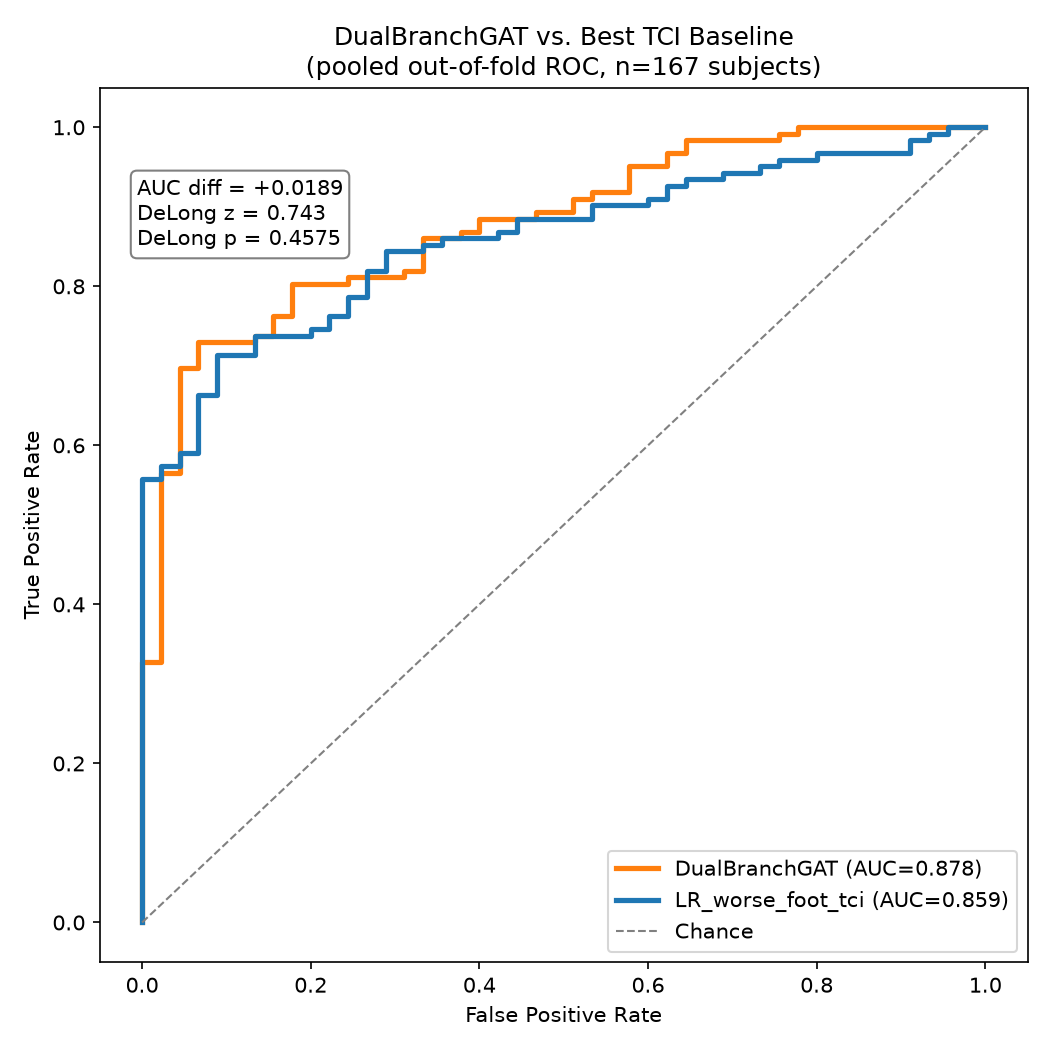 DualBranchGAT vs. Best TCI Baseline
(pooled out-of-fold ROC, n=167 subjects)
True Positive Rate
1.0
0.8
0.6
0.4
0.2
0.0
AUC diff = +0.0189
DeLong z = 0.743
DeLong p = 0.4575
DualBranchGAT (AUC=0.878)
LR_worse_foot_tci (AUC=0.859)
Chance
0.0 0.2 0.4 0.6 0.8 1.0
False Positive Rate